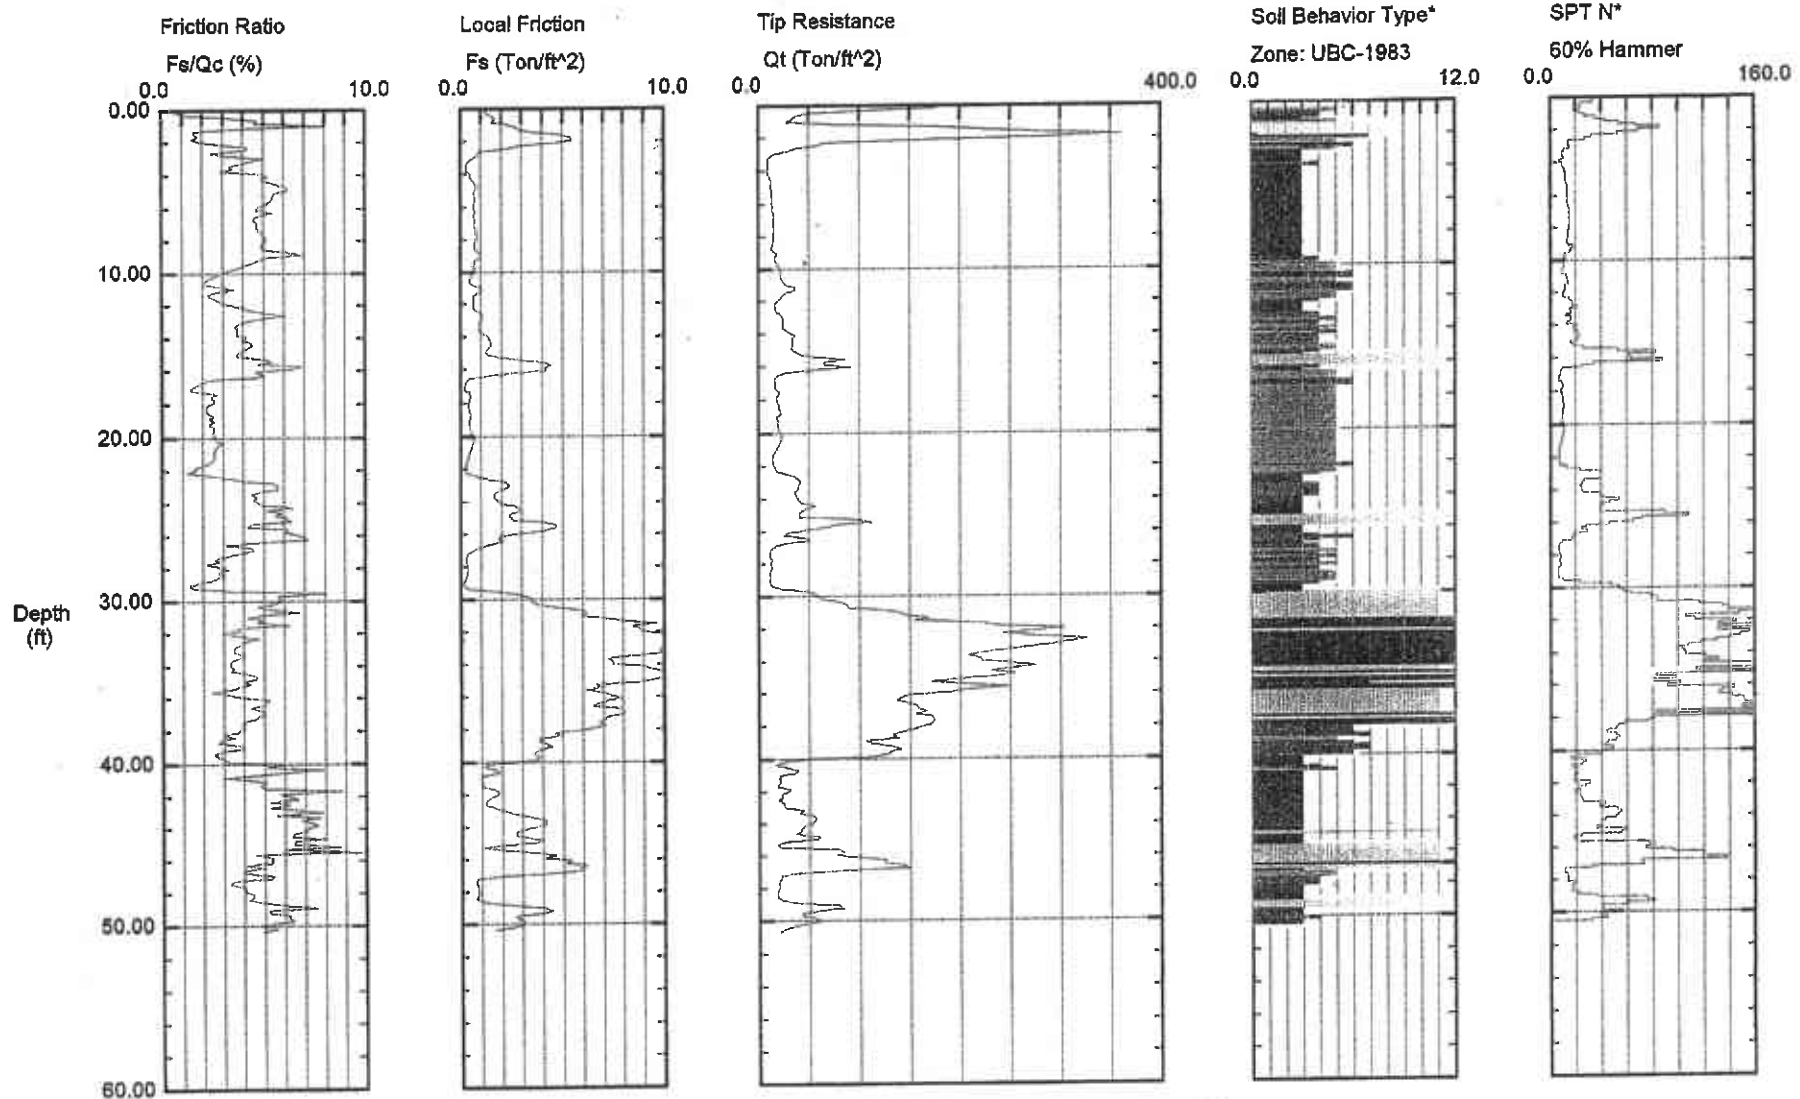 Friction Ratio
Fs/Qc (%)
0.0 10.0
Local Friction
Fs (Ton/ft^2)
0.0 10.0
Tip Resistance
Qt (Ton/ft^2)
0.0 400.0
Soil Behavior Type*
Zone: UBC-1983
0.0 12.0
SPT N*
60% Hammer
0.0 160.0
0.00
10.00
20.00
30.00
Depth
(ft)
40.00
50.00
60.00